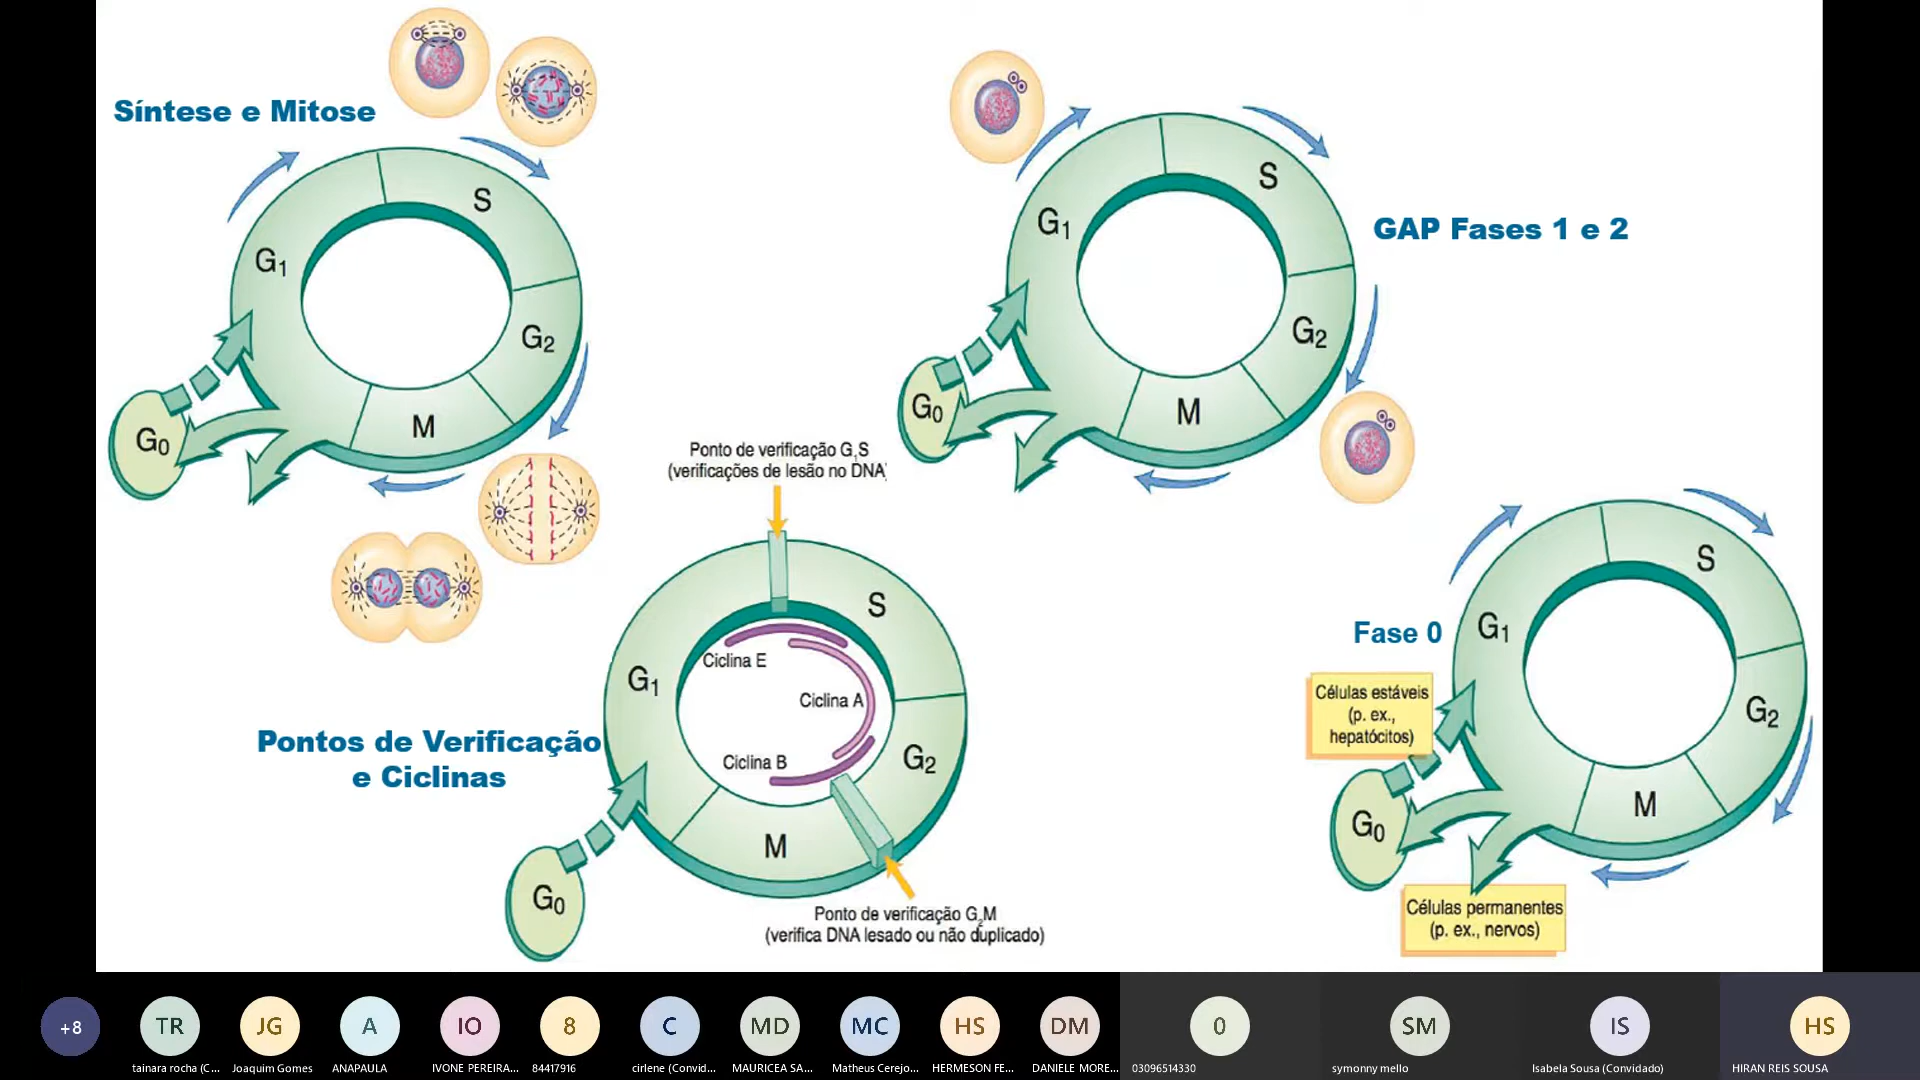 Síntese e Mitose
S
G1
G2
M
G0
GAP Fases 1 e 2
S
G1
G2
M
G0
Ponto de verificação G1S
(verificações de lesão no DNA)
S
G1
Ciclina E
Ciclina A
Ciclina B
G2
M
G0
Pontos de Verificação
e Ciclinas
Ponto de verificação G2M
(verifica DNA lesado ou não duplicado)
Fase 0
S
G1
G2
M
G0
Células estáveis
(p. ex.,
hepatócitos)
Células permanentes
(p. ex., nervos)
+8
TR
JG
A
IO
8
C
MD
MC
HS
DM
0
SM
IS
HS
tainara rocha (C...
Joaquim Gomes
ANAPAULA
IVONE PEREIRA...
84417916
cirlene (Convid...
MAURICEA SA...
Matheus Cerejo...
HERMESON FE...
DANIELE MORE...
03096514330
symonny mello
Isabela Sousa (Convidado)
HIRAN REIS SOUSA